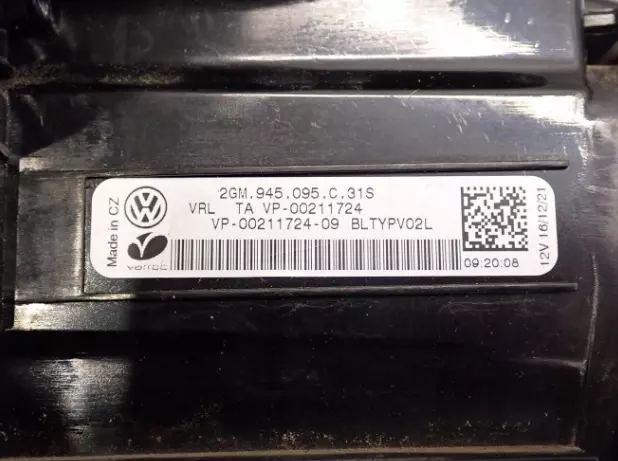 Made in CZ
varroc
2GM.945.095.C.31S
VRL TA VP-00211724
VP-00211724-09 BLTYPV02L
09:20:08
12V 16/12/21